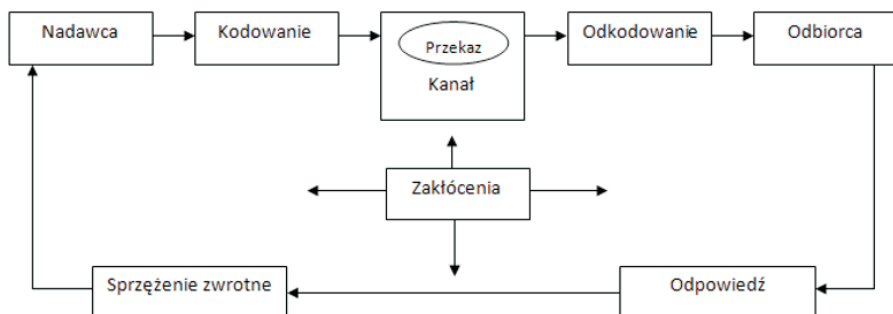 Nadawca
Kodowanie
Przekaz
Kanał
Odkodowanie
Odbiorca
Zakłócenia
Sprzężenie zwrotne
Odpowiedź